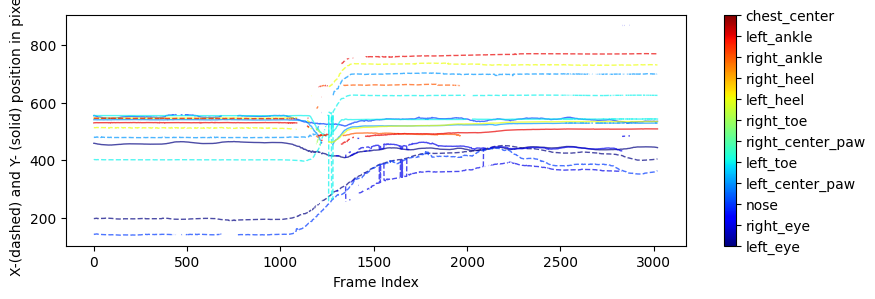 X-(dashed) and Y- (solid) position in pixe
800
600
400
200
0
500
1000
1500
2000
2500
3000
Frame Index
chest_center
left_ankle
right_ankle
right_heel
left_heel
right_toe
right_center_paw
left_toe
left_center_paw
nose
right_eye
left_eye